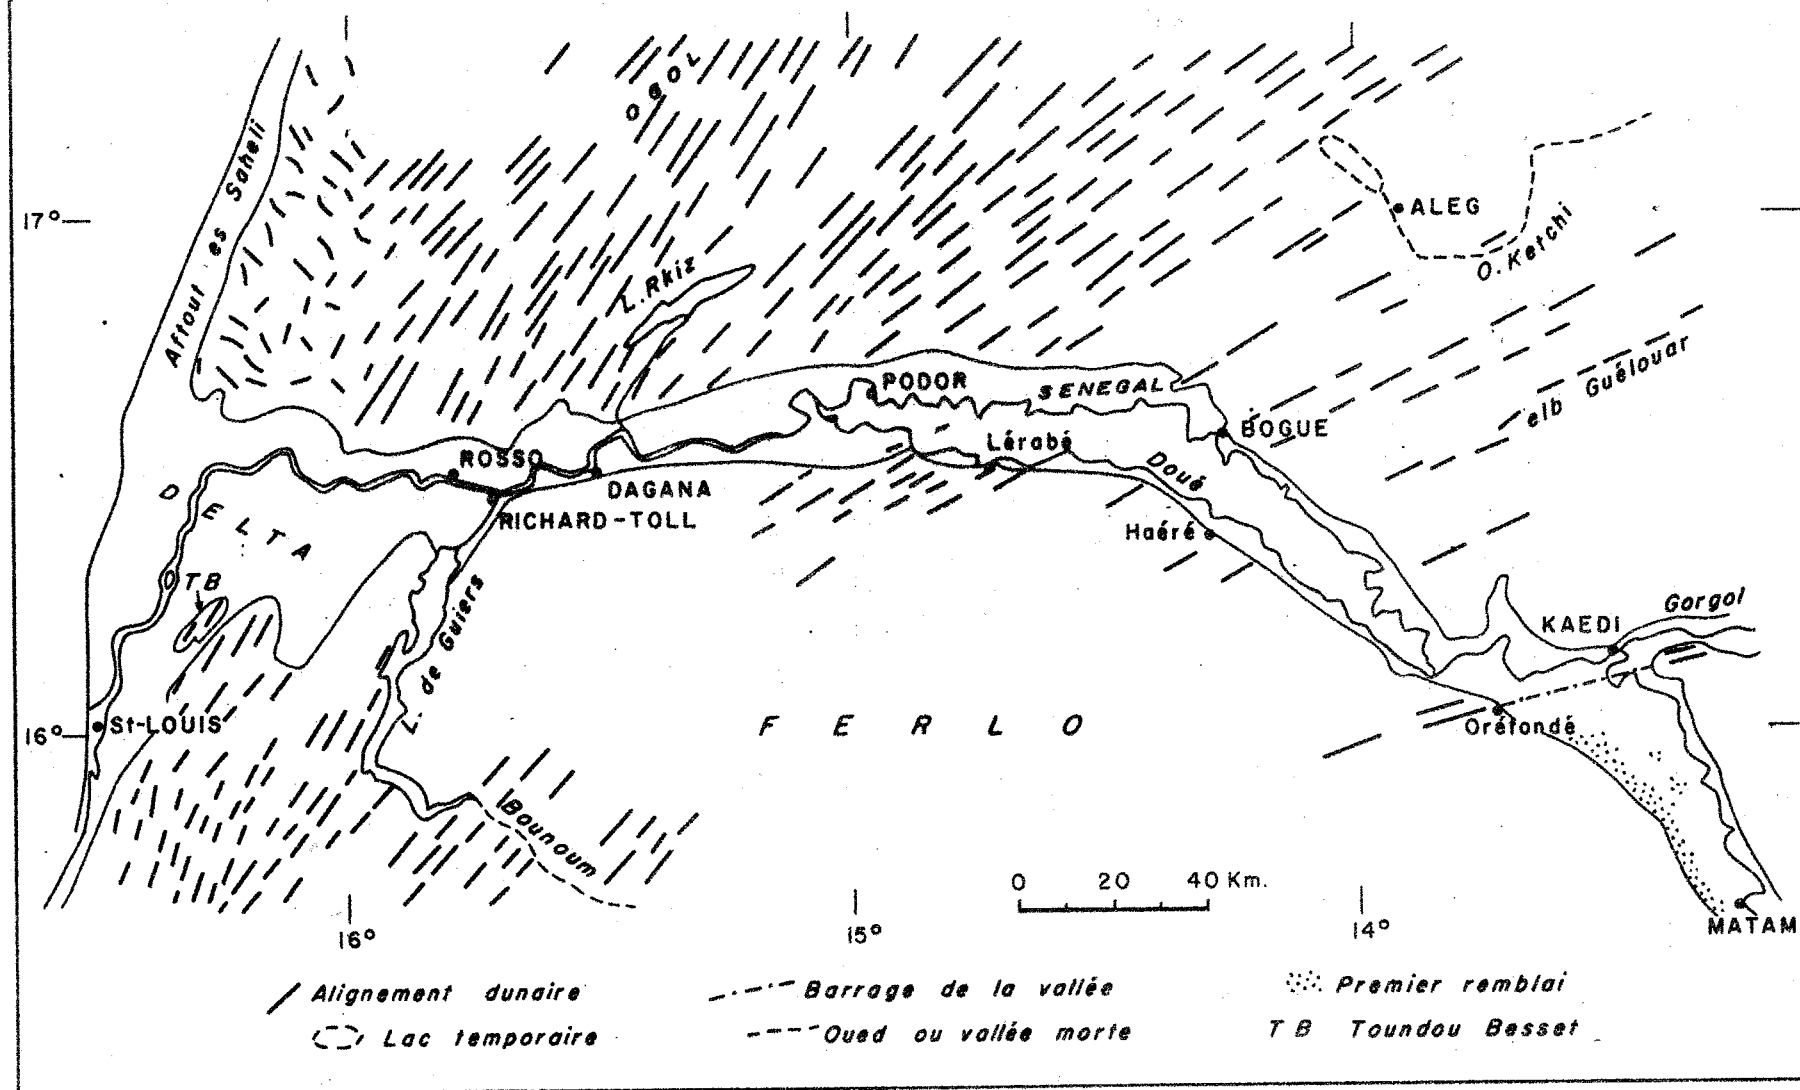 OGOL
Aftout es Saheli
17°
ALEG
O. Ketchi
L. Rkiz
elb Guélouar
PODOR
SENEGAL
BOGUE
ROSSO
Lérabé
Doué
DAGANA
RICHARD-TOLL
DELTA
Haéré
TB
L. de Guiers
Gorgol
KAEDI
St-LOUIS
16°
FERLO
Oréfondé
Bounoum
0 20 40 Km.
16° 15° 14°
MATAM
Alignement dunaire
Barrage de la vallée
Premier remblai
Lac temporaire
Oued ou vallée morte
TB Toundou Besset